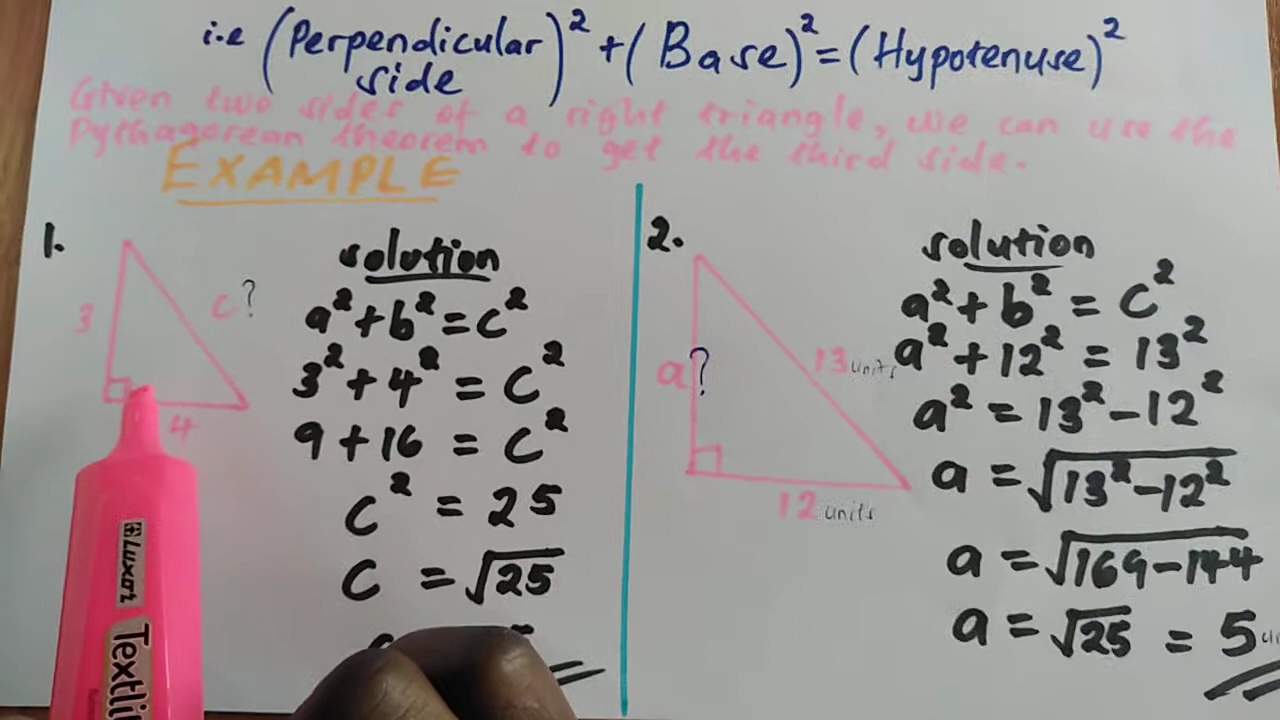 i.e (Perpendicular side)² + (Base)² = (Hypotenuse)²
Given two sides of a right triangle, we can use the
Pythagorean theorem to get the third side.
EXAMPLE
1.
3
c?
4
solution
a² + b² = c²
3² + 4² = c²
9 + 16 = c²
c² = 25
c = √25
2.
a?
13 units
12 units
solution
a² + b² = c²
a² + 12² = 13²
a² = 13² - 12²
a = √13² - 12²
a = √169 - 144
a = √25 = 5
Luxor
Textli